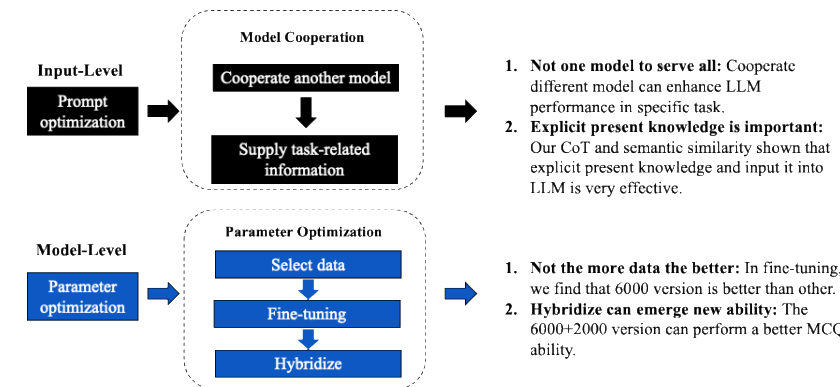 Model Cooperation
Input-Level
Prompt
optimization
Cooperate another model
Supply task-related
information
1. Not one model to serve all: Cooperate
different model can enhance LLM
performance in specific task.
2. Explicit present knowledge is important:
Our CoT and semantic similarity shown that
explicit present knowledge and input it into
LLM is very effective.
Parameter Optimization
Model-Level
Parameter
optimization
Select data
Fine-tuning
Hybridize
1. Not the more data the better: In fine-tuning,
we find that 6000 version is better than other.
2. Hybridize can emerge new ability: The
6000+2000 version can perform a better MCQ
ability.